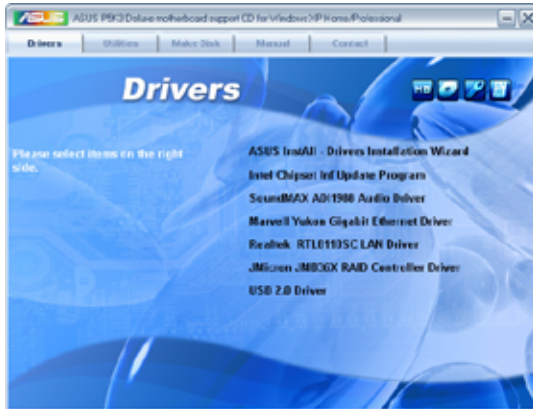 ASUS P5K3 Deluxe motherboard support CD for Windows XP Home/Professional
Drivers
Utilities
Make Disk
Manual
Contact
Drivers
Please select items on the right
side.
ASUS InstAll - Drivers Installation Wizard
Intel Chipset Inf Update Program
SoundMAX ADI1988 Audio Driver
Marvell Yukon Gigabit Ethernet Driver
Realtek RTL8110SC LAN Driver
JMicron JMB36X RAID Controller Driver
USB 2.0 Driver